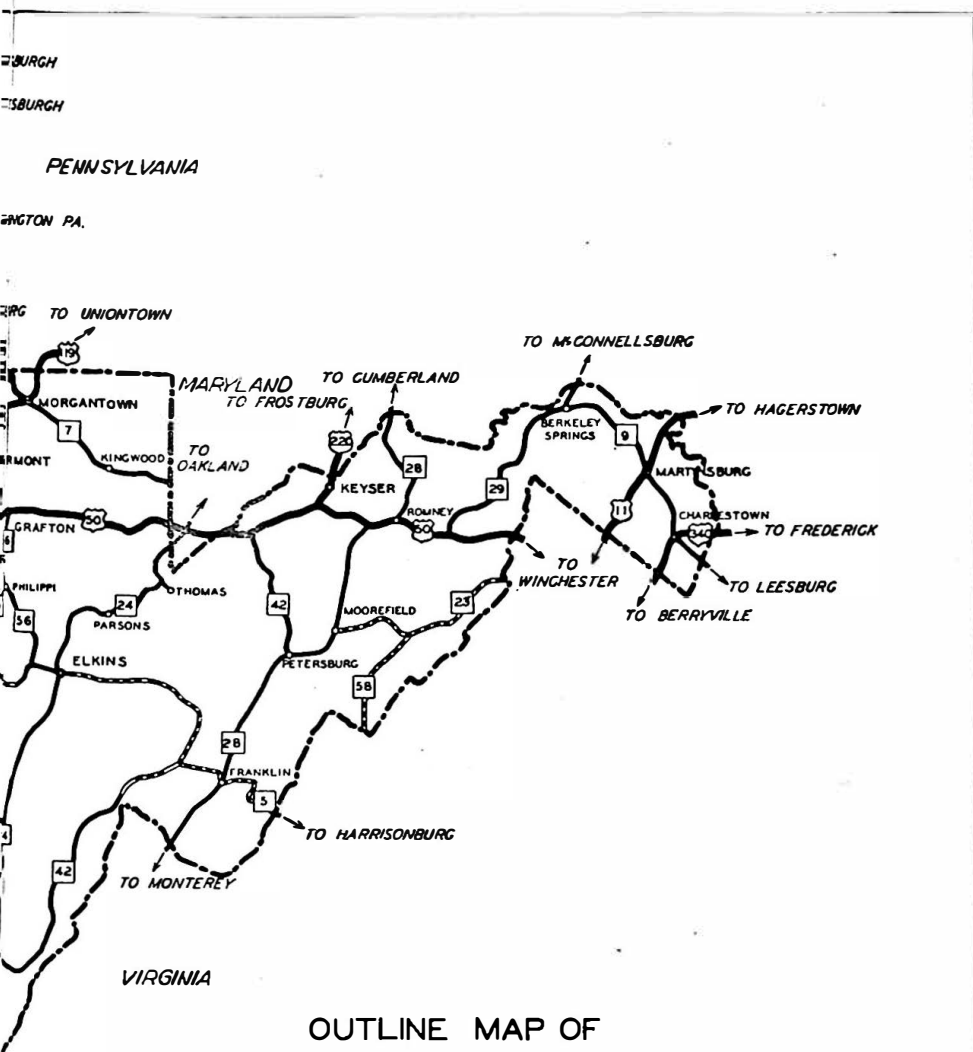 PENNSYLVANIA
PA.
TO UNIONTOWN
19
MARYLAND
TO FROSTBURG
TO CUMBERLAND
TO McCONNELLSBURG
TO HAGERSTOWN
MORGANTOWN
7
KINGWOOD
TO
OAKLAND
220
KEYSER
28
ROMNEY
50
29
BERKELEY
SPRINGS
9
MARTINSBURG
11
CHARLESTOWN
340
TO FREDERICK
GRAFTON
50
TO
WINCHESTER
TO LEESBURG
TO BERRYVILLE
PHILIPPI
56
24
PARSONS
THOMAS
42
MOOREFIELD
23
ELKINS
PETERSBURG
58
28
FRANKLIN
5
TO HARRISONBURG
42
TO MONTEREY
VIRGINIA
OUTLINE MAP OF